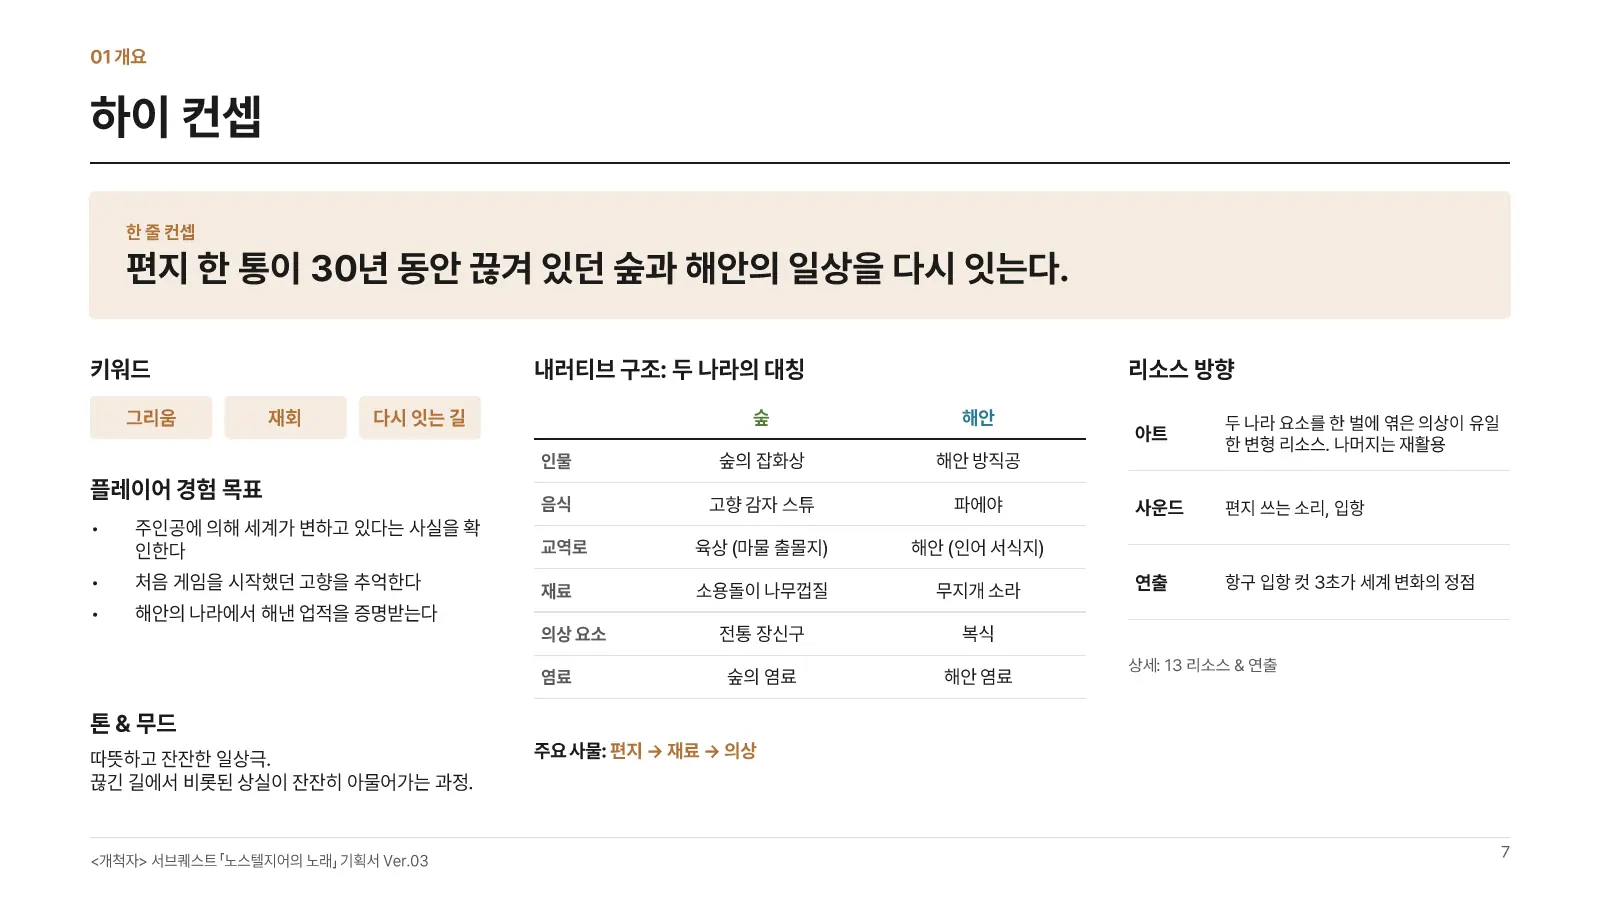 01 개요
하이 컨셉
한 줄 컨셉
편지 한 통이 30년 동안 끊겨 있던 숲과 해안의 일상을 다시 잇는다.
키워드
그리움 재회 다시 잇는 길
플레이어 경험 목표
• 주인공에 의해 세계가 변하고 있다는 사실을 확
인한다
• 처음 게임을 시작했던 고향을 추억한다
• 해안의 나라에서 해낸 업적을 증명받는다
톤 & 무드
따뜻하고 잔잔한 일상극.
끊긴 길에서 비롯된 상실이 잔잔히 아물어가는 과정.
내러티브 구조: 두 나라의 대칭
숲 해안
인물 숲의 잡화상 해안 방직공
음식 고향 감자 스튜 파에야
교역로 육상 (마물 출몰지) 해안 (인어 서식지)
재료 소용돌이 나무껍질 무지개 소라
의상 요소 전통 장신구 복식
염료 숲의 염료 해안 염료
주요 사물: 편지 → 재료 → 의상
리소스 방향
아트 두 나라 요소를 한 벌에 엮은 의상이 유일
한 변형 리소스. 나머지는 재활용
사운드 편지 쓰는 소리, 입항
연출 항구 입항 컷 3초가 세계 변화의 정점
상세: 13 리소스 & 연출
<개척자> 서브퀘스트 ｢노스텔지어의 노래｣ 기획서 Ver.03
7